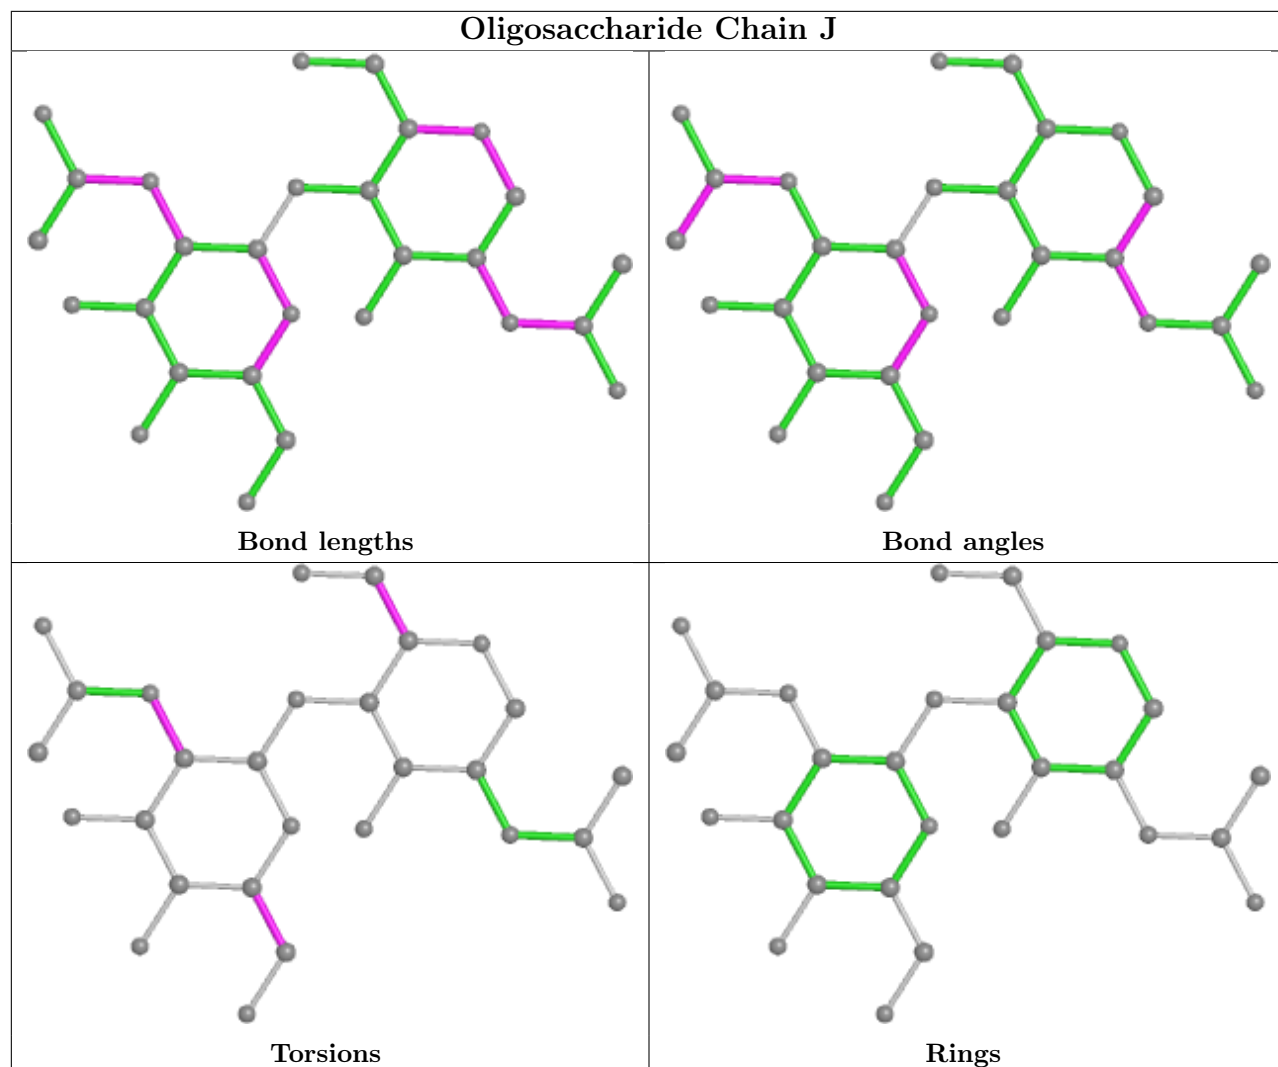 Oligosaccharide Chain J
Bond lengths
Bond angles
Torsions
Rings